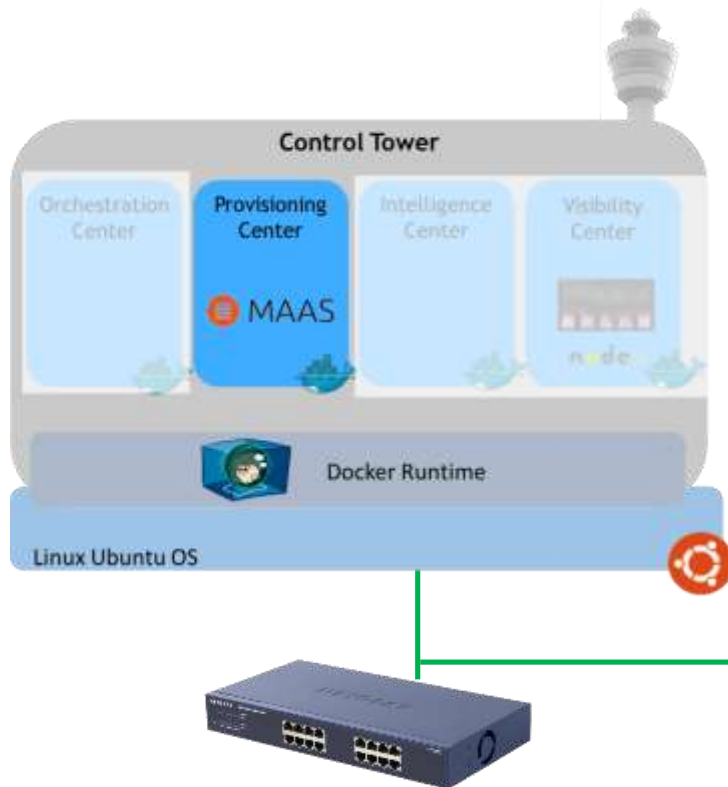 Control Tower
Orchestration
Center
Provisioning
Center
Intelligence
Center
Visibility
Center
MAAS
node
Docker Runtime
Linux Ubuntu OS